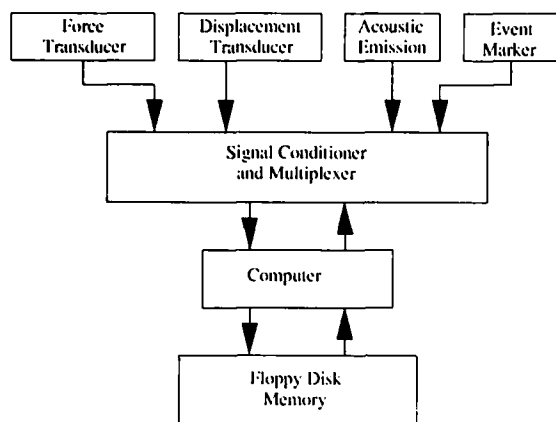 Force
Transducer
Displacement
Transducer
Acoustic
Emission
Event
Marker
Signal Conditioner
and Multiplexer
Computer
Floppy Disk
Memory